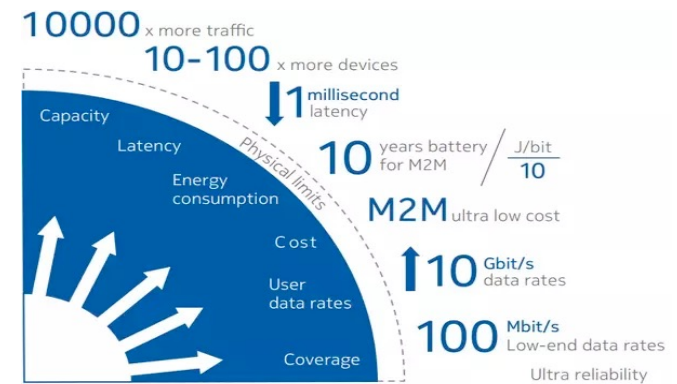 10000 x more traffic
10-100 x more devices
1 millisecond
latency
10 years battery
for M2M
J/bit
10
M2M ultra low cost
10 Gbit/s
data rates
100 Mbit/s
Low-end data rates
Ultra reliability
Physical limits
Capacity
Latency
Energy
consumption
Cost
User
data rates
Coverage